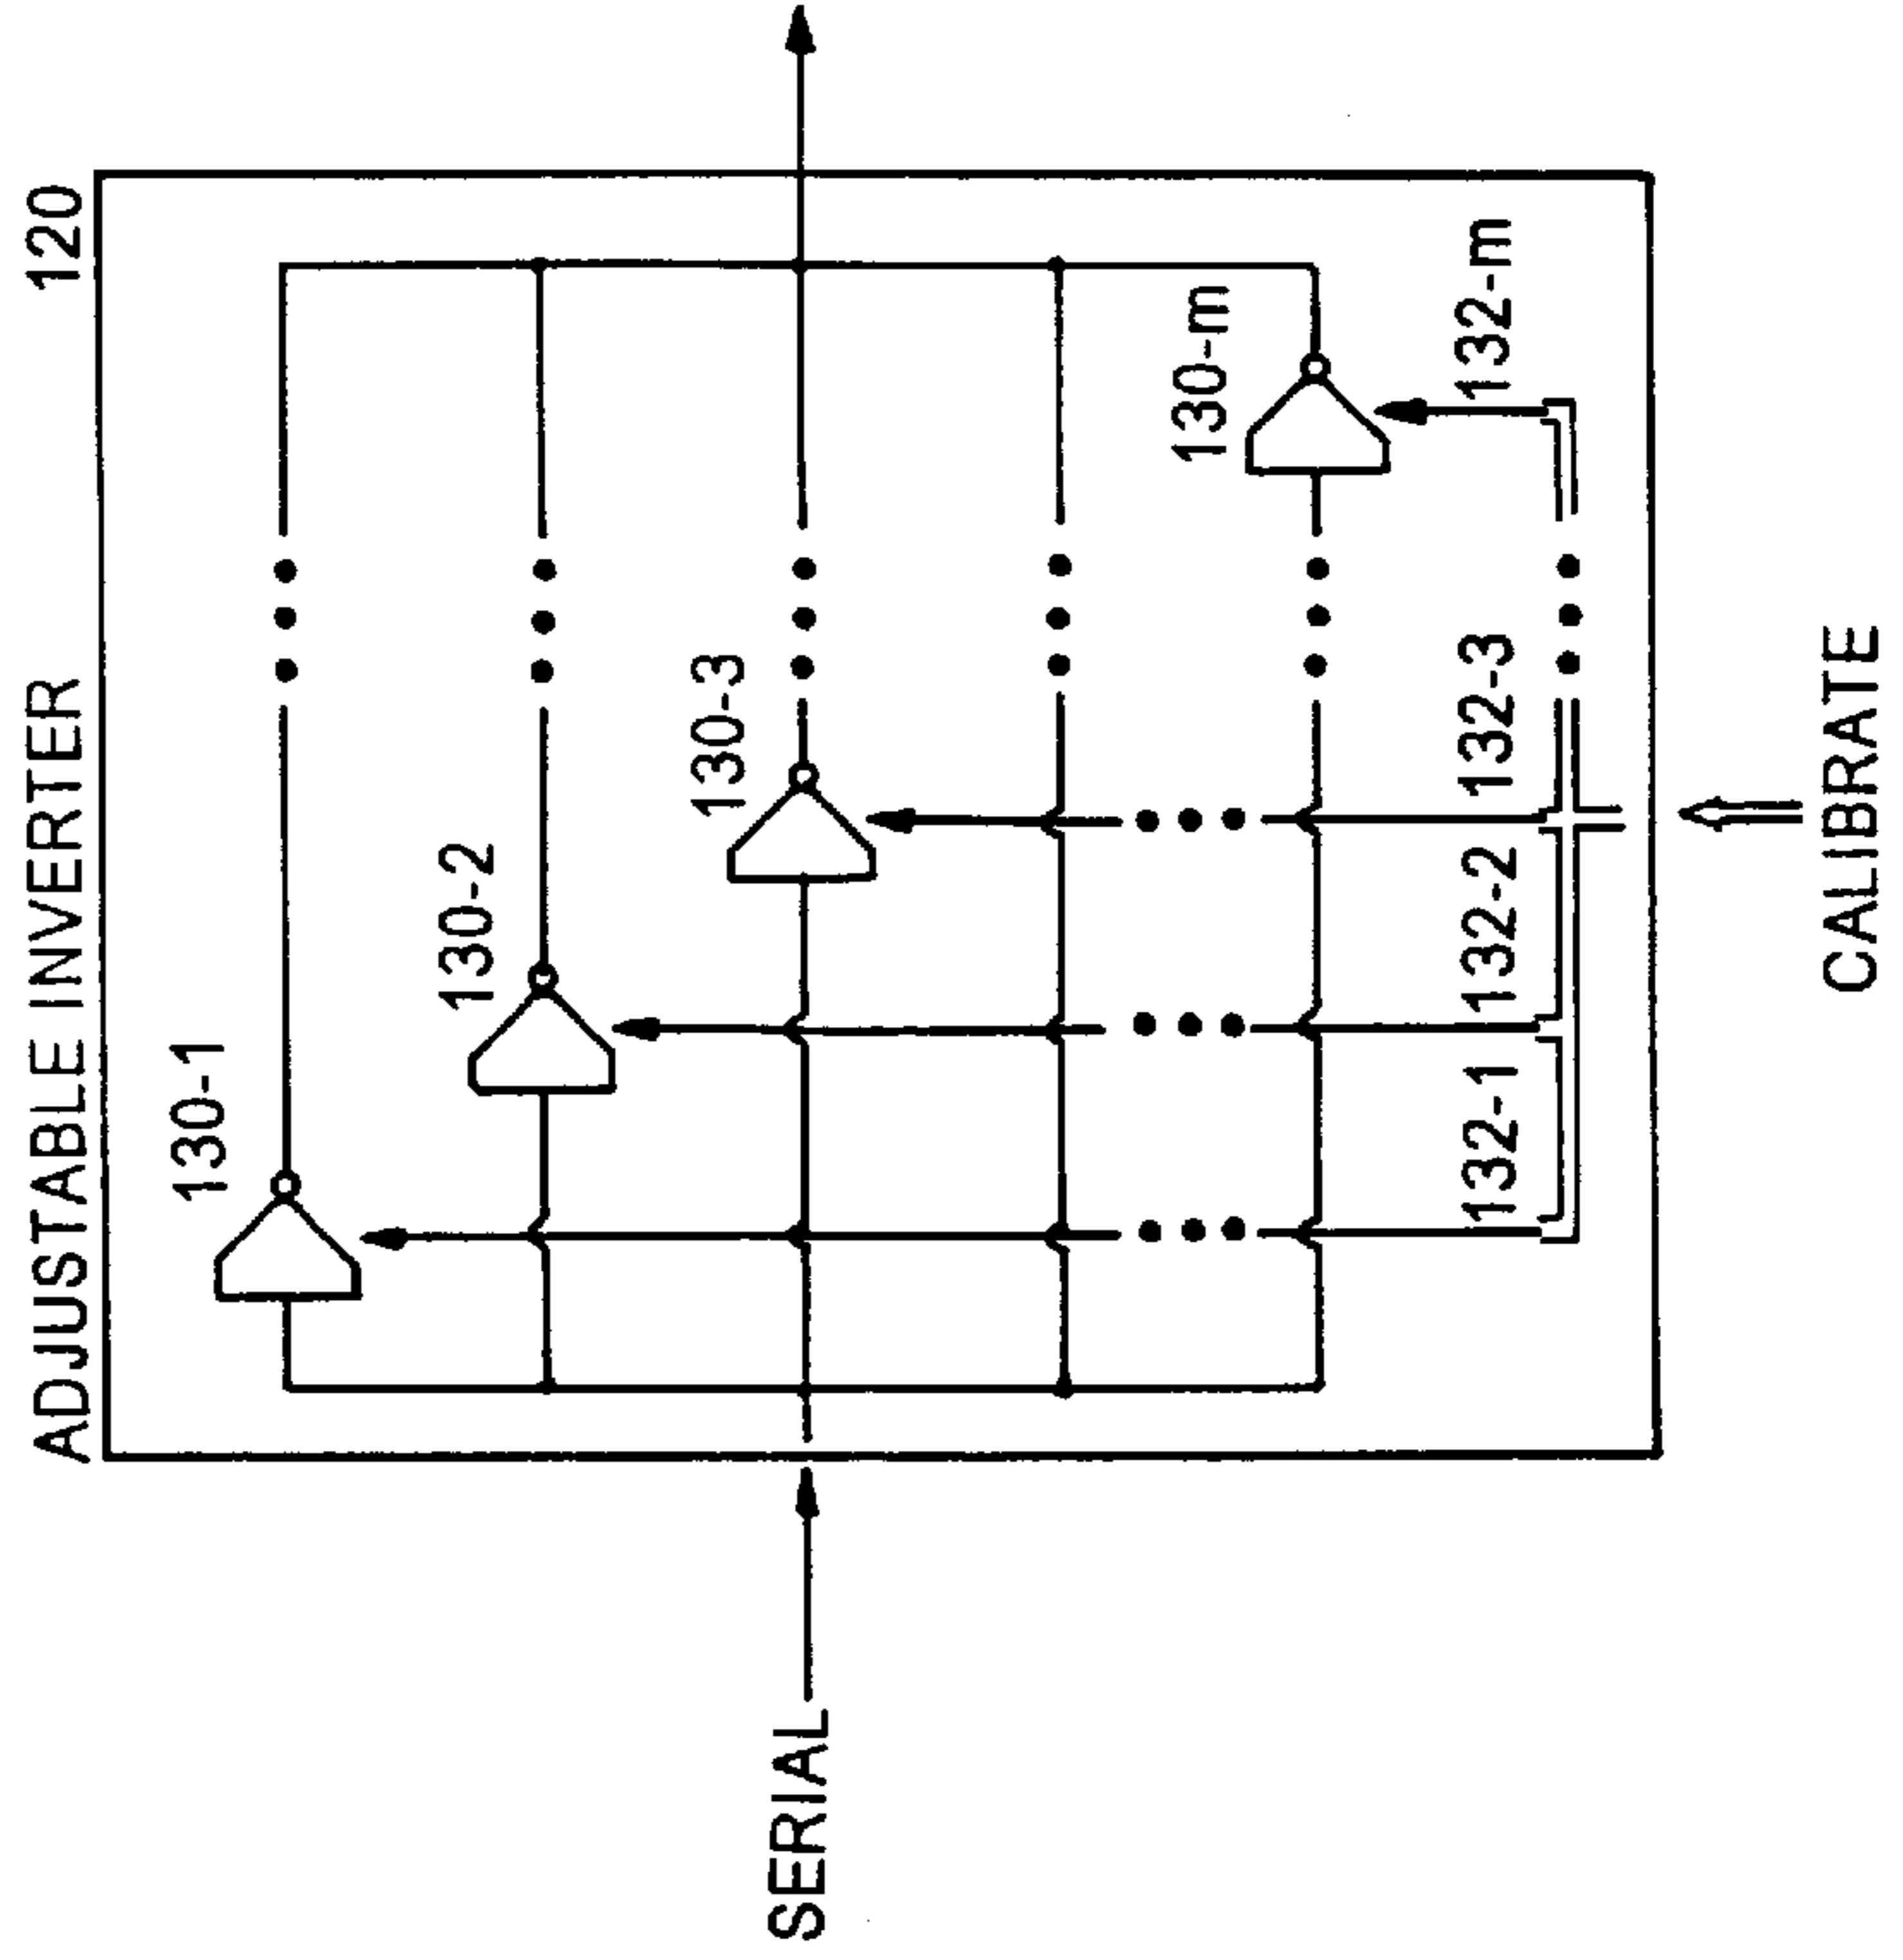 ADJUSTABLE INVERTER 120
130-1
130-2
130-3
130-m
132-1
132-2
132-3
132-m
SERIAL
CALIBRATE